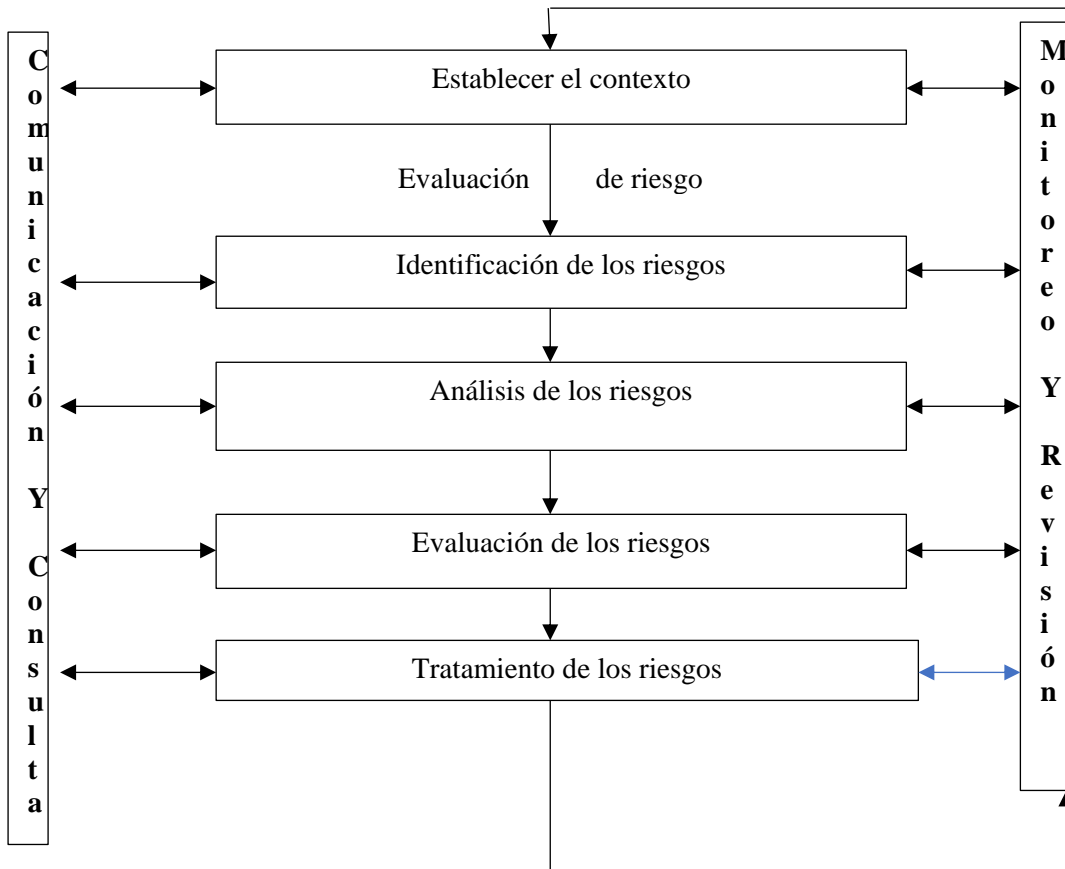 Comunicación Y Consulta
Establecer el contexto
Evaluación de riesgo
Identificación de los riesgos
Análisis de los riesgos
Evaluación de los riesgos
Tratamiento de los riesgos
Monitoreo Y Revisión